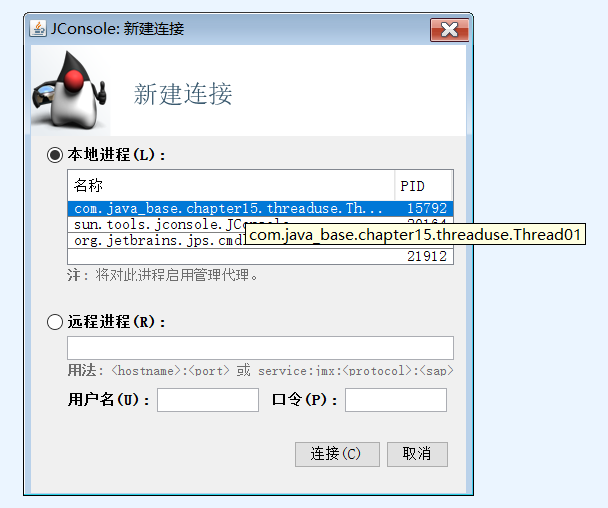 JConsole: 新建连接
新建连接
本地进程(L):
名称 PID
com.java_base.chapter15.threaduse.Th... 15792
sun.tools.jconsole.JConsole
org.jetbrains.jps.cmd
com.java_base.chapter15.threaduse.Thread01
21912
注: 将对此进程启用管理代理。
远程进程(R):
用法: <hostname>:<port> 或 service:jmx:<protocol>:<sap>
用户名(U): 口令(P):
连接(C) 取消